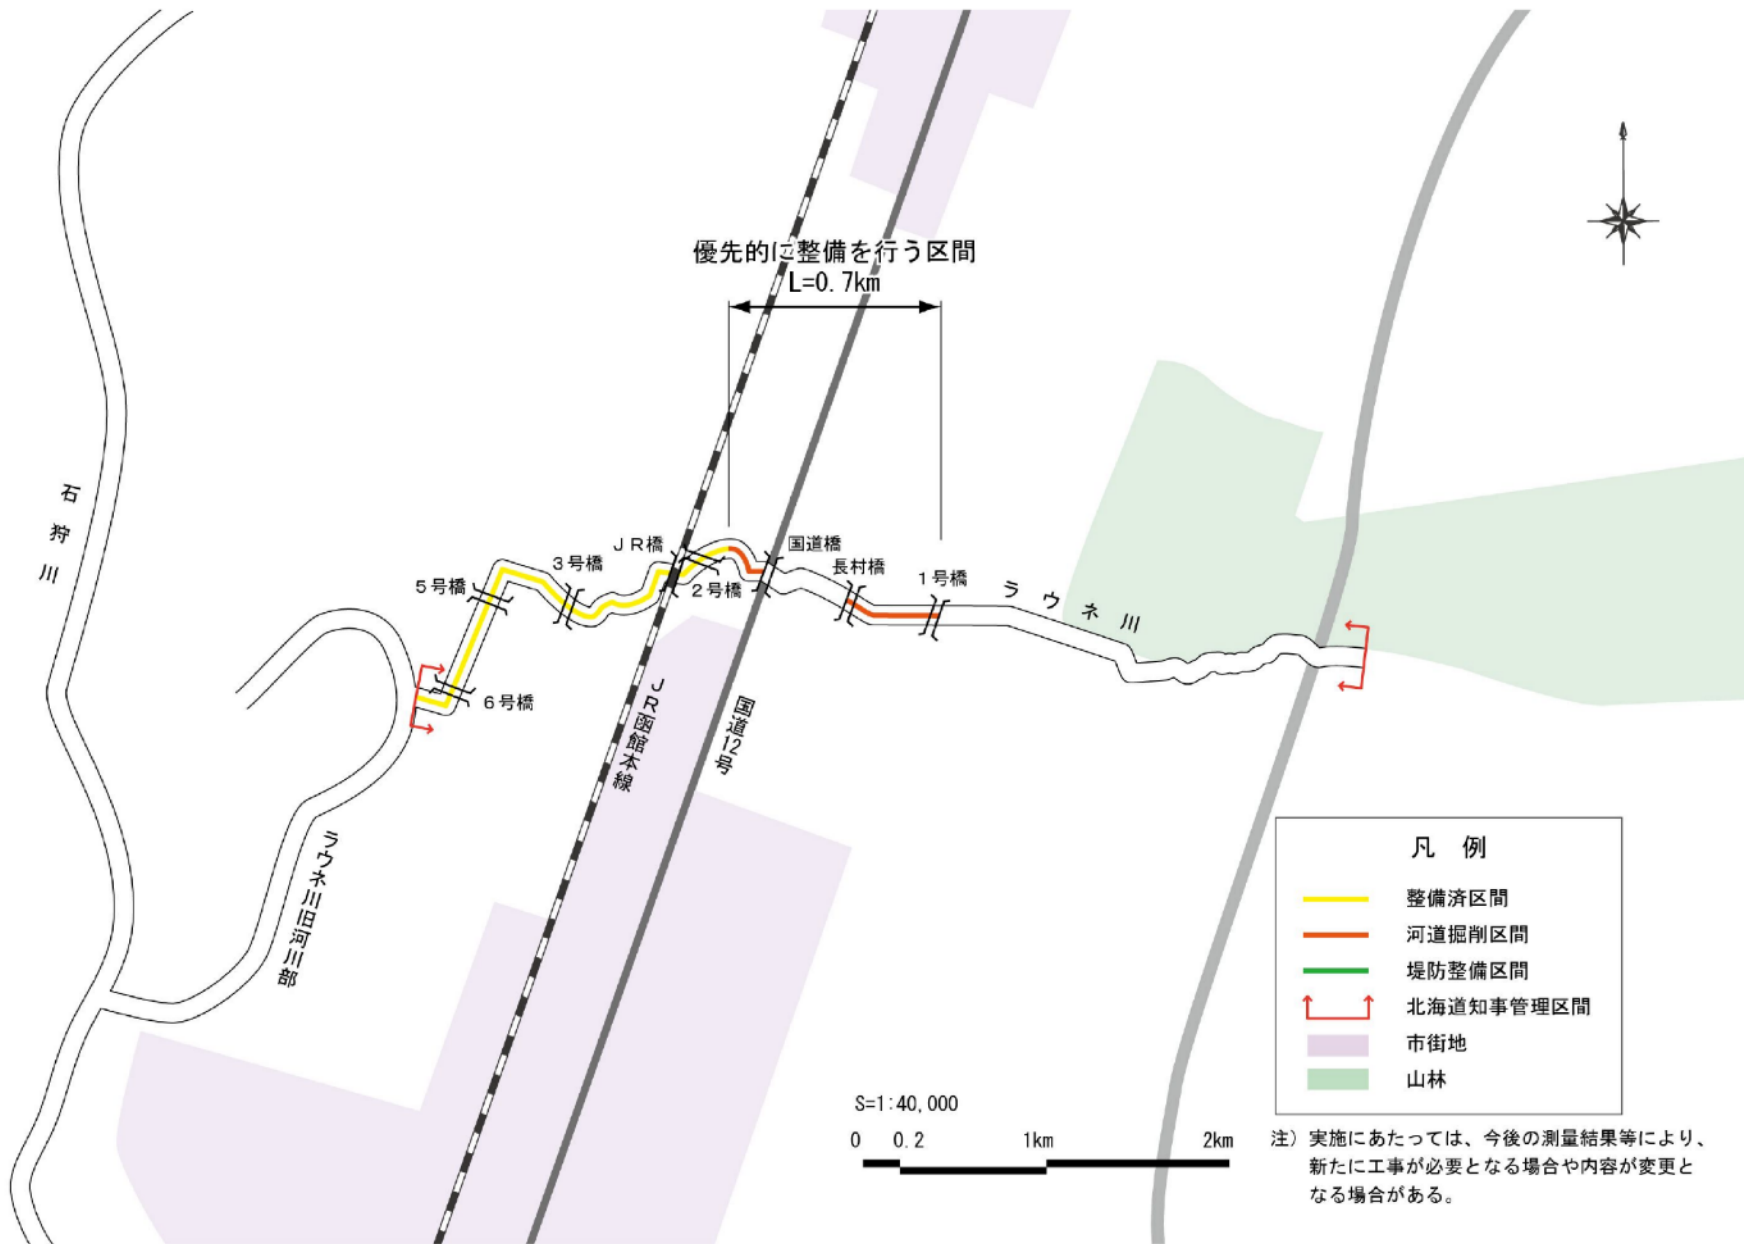 優先的に整備を行う区間
L=0.7km
石狩川
JR橋
国道橋
3号橋
長村橋
5号橋
2号橋
1号橋
ラウネ川
6号橋
JR函館本線
国道12号
ラウネ川旧河川部
凡 例
整備済区間
河道掘削区間
堤防整備区間
北海道知事管理区間
市街地
山林
S=1:40,000
0 0.2 1km 2km
注) 実施にあたっては、今後の測量結果等により、
新たに工事が必要となる場合や内容が変更と
なる場合がある。